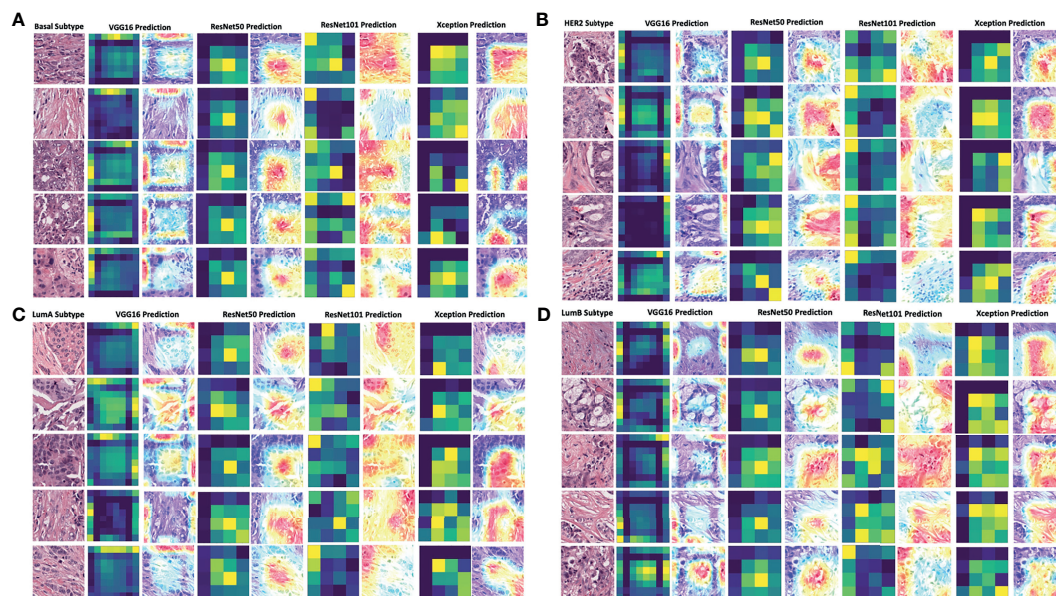 A
Basal Subtype VGG16 Prediction ResNet50 Prediction ResNet101 Prediction Xception Prediction
B
HER2 Subtype VGG16 Prediction ResNet50 Prediction ResNet101 Prediction Xception Prediction
C
LumA Subtype VGG16 Prediction ResNet50 Prediction ResNet101 Prediction Xception Prediction
D
LumB Subtype VGG16 Prediction ResNet50 Prediction ResNet101 Prediction Xception Prediction